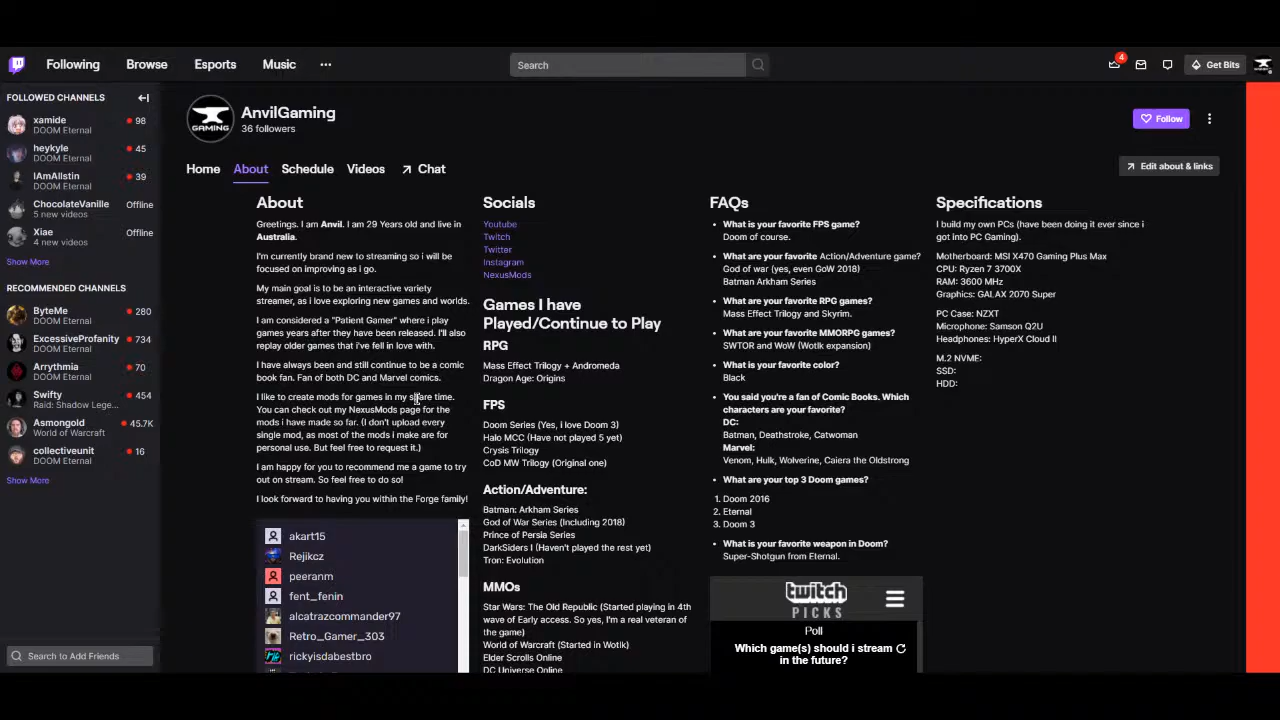 Following
Browse
Esports
Music
Search
4
Get Bits
FOLLOWED CHANNELS
xamide
98
DOOM Eternal
heykyle
45
DOOM Eternal
IAmAllstin
39
DOOM Eternal
ChocolateVanille
Offline
5 new videos
Xiae
Offline
4 new videos
Show More
RECOMMENDED CHANNELS
ByteMe
280
DOOM Eternal
ExcessiveProfanity
734
DOOM Eternal
Arrythmia
70
DOOM Eternal
Swifty
454
Raid: Shadow Lege...
Asmongold
45.7K
World of Warcraft
collectiveunit
16
DOOM Eternal
Show More
Search to Add Friends
GAMING
AnvilGaming
36 followers
Follow
Home
About
Schedule
Videos
Chat
Edit about & links
About
Greetings. I am Anvil. I am 29 Years old and live in
Australia.
I'm currently brand new to streaming so i will be
focused on improving as i go.
My main goal is to be an interactive variety
streamer, as i love exploring new games and worlds.
I am considered a "Patient Gamer" where i play
games years after they have been released. I'll also
replay older games that i've fell in love with.
I have always been and still continue to be a comic
book fan. Fan of both DC and Marvel comics.
I like to create mods for games in my spare time.
You can check out my NexusMods page for the
mods i have made so far. (I don't upload every
single mod, as most of the mods i make are for
personal use. But feel free to request it.)
I am happy for you to recommend me a game to try
out on stream. So feel free to do so!
I look forward to having you within the Forge family!
akart15
Rejikcz
peeranm
fent_fenin
alcatrazcommander97
Retro_Gamer_303
rickyisdabestbro
Socials
Youtube
Twitch
Twitter
Instagram
NexusMods
Games I have
Played/Continue to Play
RPG
Mass Effect Trilogy + Andromeda
Dragon Age: Origins
FPS
Doom Series (Yes, i love Doom 3)
Halo MCC (Have not played 5 yet)
Crysis Trilogy
CoD MW Trilogy (Original one)
Action/Adventure:
Batman: Arkham Series
God of War Series (Including 2018)
Prince of Persia Series
DarkSiders I (Haven't played the rest yet)
Tron: Evolution
MMOs
Star Wars: The Old Republic (Started playing in 4th
wave of Early access. So yes, I'm a real veteran of
the game)
World of Warcraft (Started in Wotlk)
Elder Scrolls Online
DC Universe Online
FAQs
• What is your favorite FPS game?
Doom of course.
• What are your favorite Action/Adventure game?
God of war (yes, even GoW 2018)
Batman Arkham Series
• What are your favorite RPG games?
Mass Effect Trilogy and Skyrim.
• What are your favorite MMORPG games?
SWTOR and WoW (Wotlk expansion)
• What is your favorite color?
Black
• You said you're a fan of Comic Books. Which
characters are your favorite?
DC:
Batman, Deathstroke, Catwoman
Marvel:
Venom, Hulk, Wolverine, Caiera the Oldstrong
• What are your top 3 Doom games?
1. Doom 2016
2. Eternal
3. Doom 3
• What is your favorite weapon in Doom?
Super-Shotgun from Eternal.
twitch
PICKS
Poll
Which game(s) should i stream
in the future?
Specifications
I build my own PCs (have been doing it ever since i
got into PC Gaming).
Motherboard: MSI X470 Gaming Plus Max
CPU: Ryzen 7 3700X
RAM: 3600 MHz
Graphics: GALAX 2070 Super
PC Case: NZXT
Microphone: Samson Q2U
Headphones: HyperX Cloud II
M.2 NVME:
SSD:
HDD: